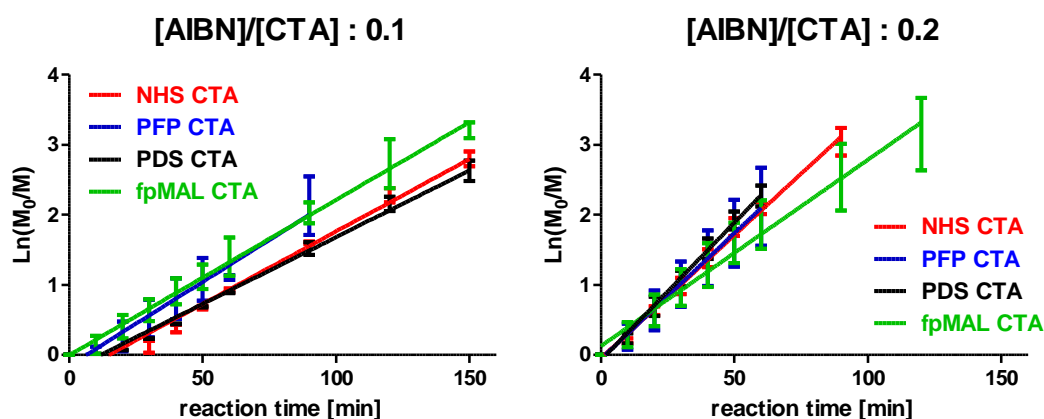 [AIBN]/[CTA] : 0.1
Ln(M0/M)
4
3
2
1
0
NHS CTA
PFP CTA
PDS CTA
fpMAL CTA
0
50
100
150
reaction time [min]
[AIBN]/[CTA] : 0.2
4
3
2
1
0
NHS CTA
PFP CTA
PDS CTA
fpMAL CTA
0
50
100
150
reaction time [min]